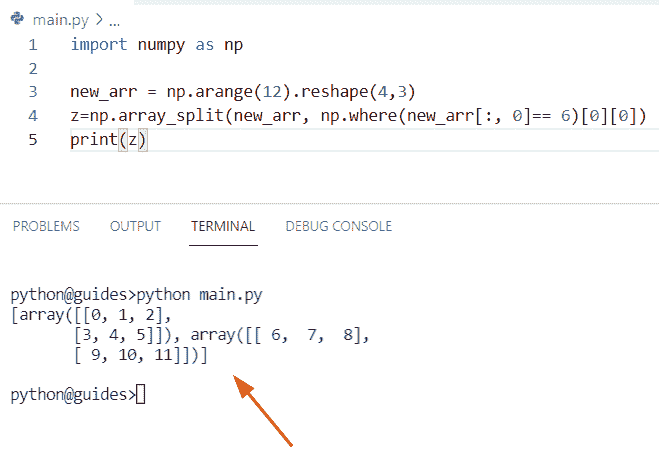 main.py > ...
1 import numpy as np
2
3 new_arr = np.arange(12).reshape(4,3)
4 z=np.array_split(new_arr, np.where(new_arr[:, 0]== 6)[0][0])
5 print(z)
PROBLEMS OUTPUT TERMINAL DEBUG CONSOLE
python@guides>python main.py
[array([[0, 1, 2],
       [3, 4, 5]]), array([[ 6,  7,  8],
       [ 9, 10, 11]])]
python@guides>